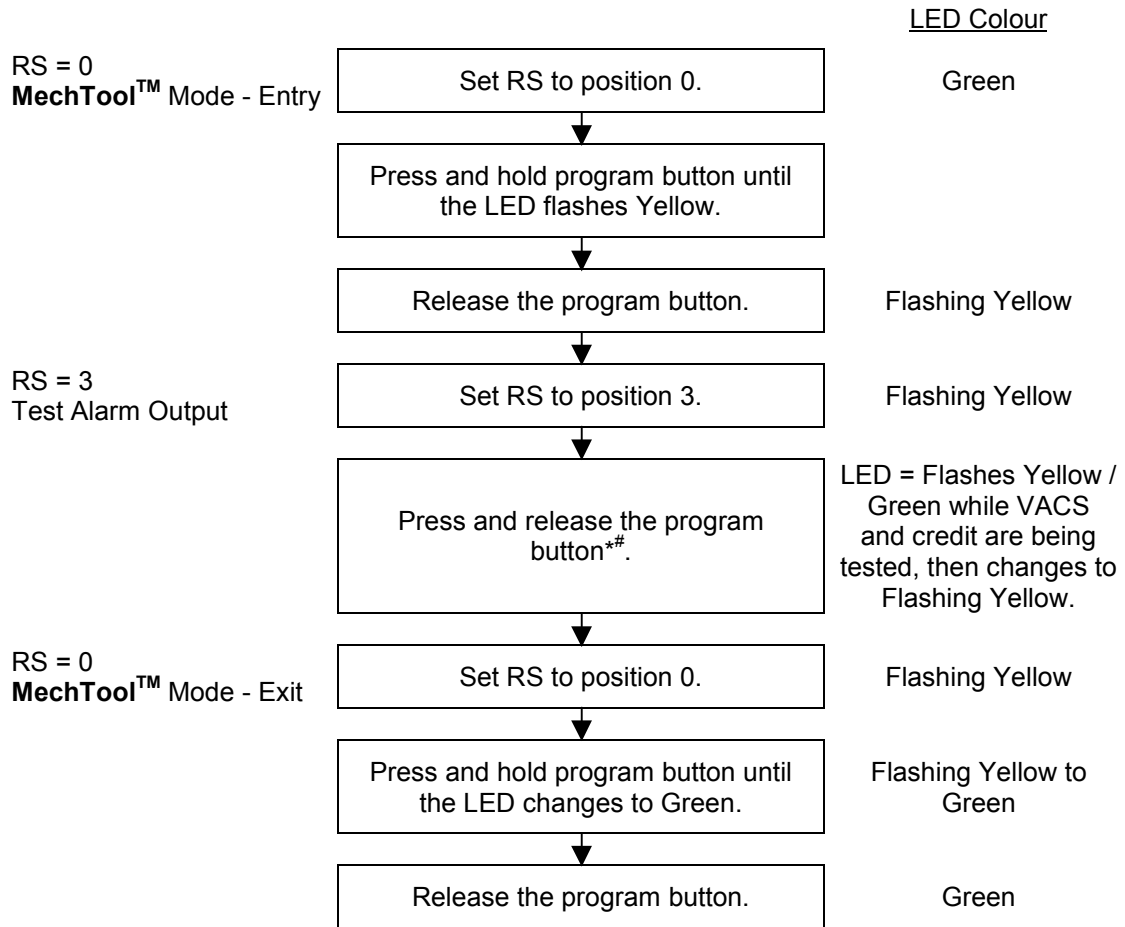 LED Colour
RS = 0
MechTool™ Mode - Entry
Set RS to position 0.
Green
Press and hold program button until
the LED flashes Yellow.
Release the program button.
Flashing Yellow
RS = 3
Test Alarm Output
Set RS to position 3.
Flashing Yellow
Press and release the program
button*#.
LED = Flashes Yellow /
Green while VACS
and credit are being
tested, then changes to
Flashing Yellow.
RS = 0
MechTool™ Mode - Exit
Set RS to position 0.
Flashing Yellow
Press and hold program button until
the LED changes to Green.
Flashing Yellow to
Green
Release the program button.
Green